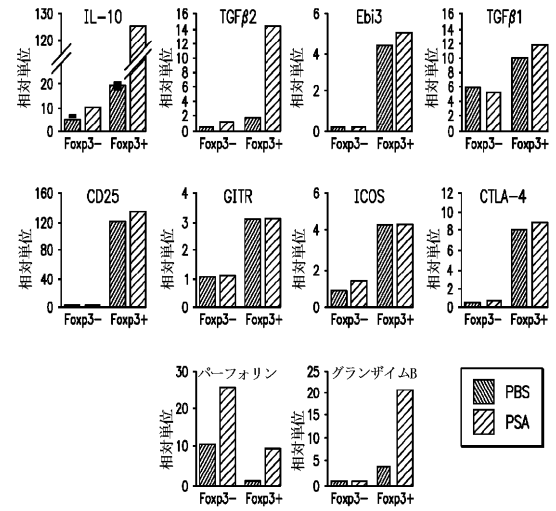 IL-10
相対単位
130
120
20
10
0
Foxp3- Foxp3+
TGFβ2
相対単位
16
14
12
10
8
6
4
2
0
Foxp3- Foxp3+
Ebi3
相対単位
6
4
2
0
Foxp3- Foxp3+
TGFβ1
相対単位
16
14
12
10
8
6
4
2
0
Foxp3- Foxp3+
CD25
相対単位
160
120
80
40
0
Foxp3- Foxp3+
GITR
相対単位
4
3
2
1
0
Foxp3- Foxp3+
ICOS
相対単位
6
4
2
0
Foxp3- Foxp3+
CTLA-4
相対単位
12
10
8
6
4
2
0
Foxp3- Foxp3+
パーフォリン
相対単位
30
20
10
0
Foxp3- Foxp3+
グランザイムB
相対単位
25
20
15
10
5
0
Foxp3- Foxp3+
PBS
PSA